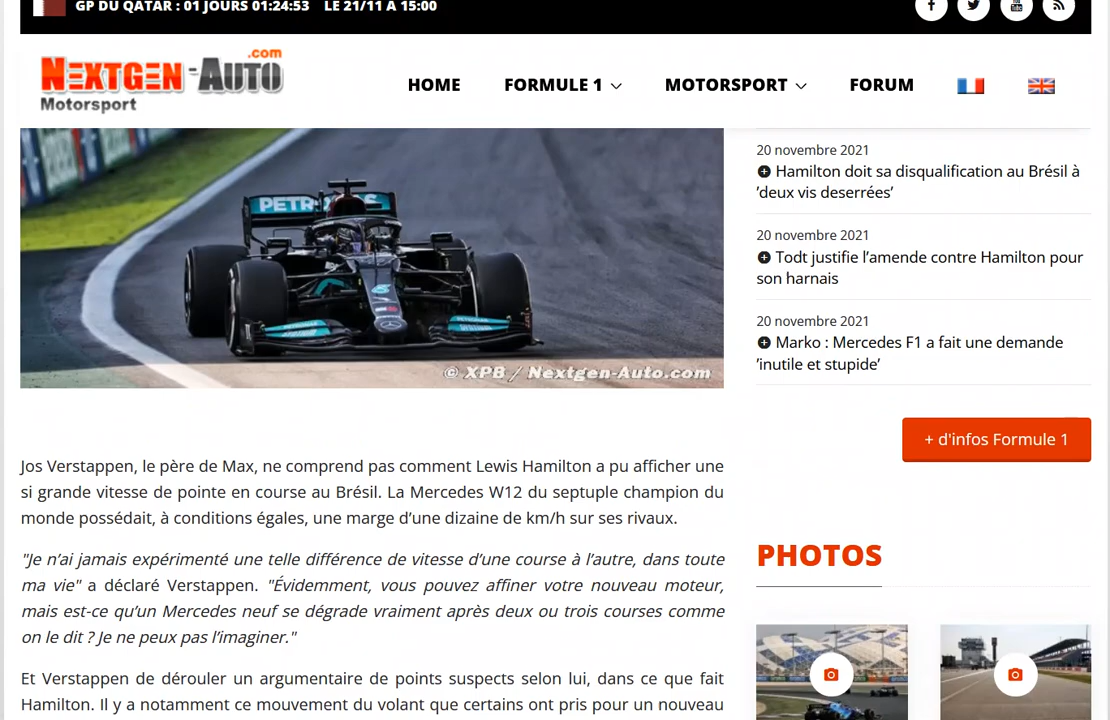 GP DU QATAR : 01 JOURS 01:24:53 LE 21/11 A 15:00
NEXTGEN-AUTO
.com
Motorsport
HOME
FORMULE 1
MOTORSPORT
FORUM
PETRONAS
© XPB / Nextgen-Auto.com
Jos Verstappen, le père de Max, ne comprend pas comment Lewis Hamilton a pu afficher une
si grande vitesse de pointe en course au Brésil. La Mercedes W12 du septuple champion du
monde possédait, à conditions égales, une marge d’une dizaine de km/h sur ses rivaux.
"Je n’ai jamais expérimenté une telle différence de vitesse d’une course à l’autre, dans toute
ma vie" a déclaré Verstappen. "Évidemment, vous pouvez affiner votre nouveau moteur,
mais est-ce qu’un Mercedes neuf se dégrade vraiment après deux ou trois courses comme
on le dit ? Je ne peux pas l’imaginer."
Et Verstappen de dérouler un argumentaire de points suspects selon lui, dans ce que fait
Hamilton. Il y a notamment ce mouvement du volant que certains ont pris pour un nouveau
20 novembre 2021
Hamilton doit sa disqualification au Brésil à
’deux vis deserrées’
20 novembre 2021
Todt justifie l’amende contre Hamilton pour
son harnais
20 novembre 2021
Marko : Mercedes F1 a fait une demande
’inutile et stupide’
+ d'infos Formule 1
PHOTOS